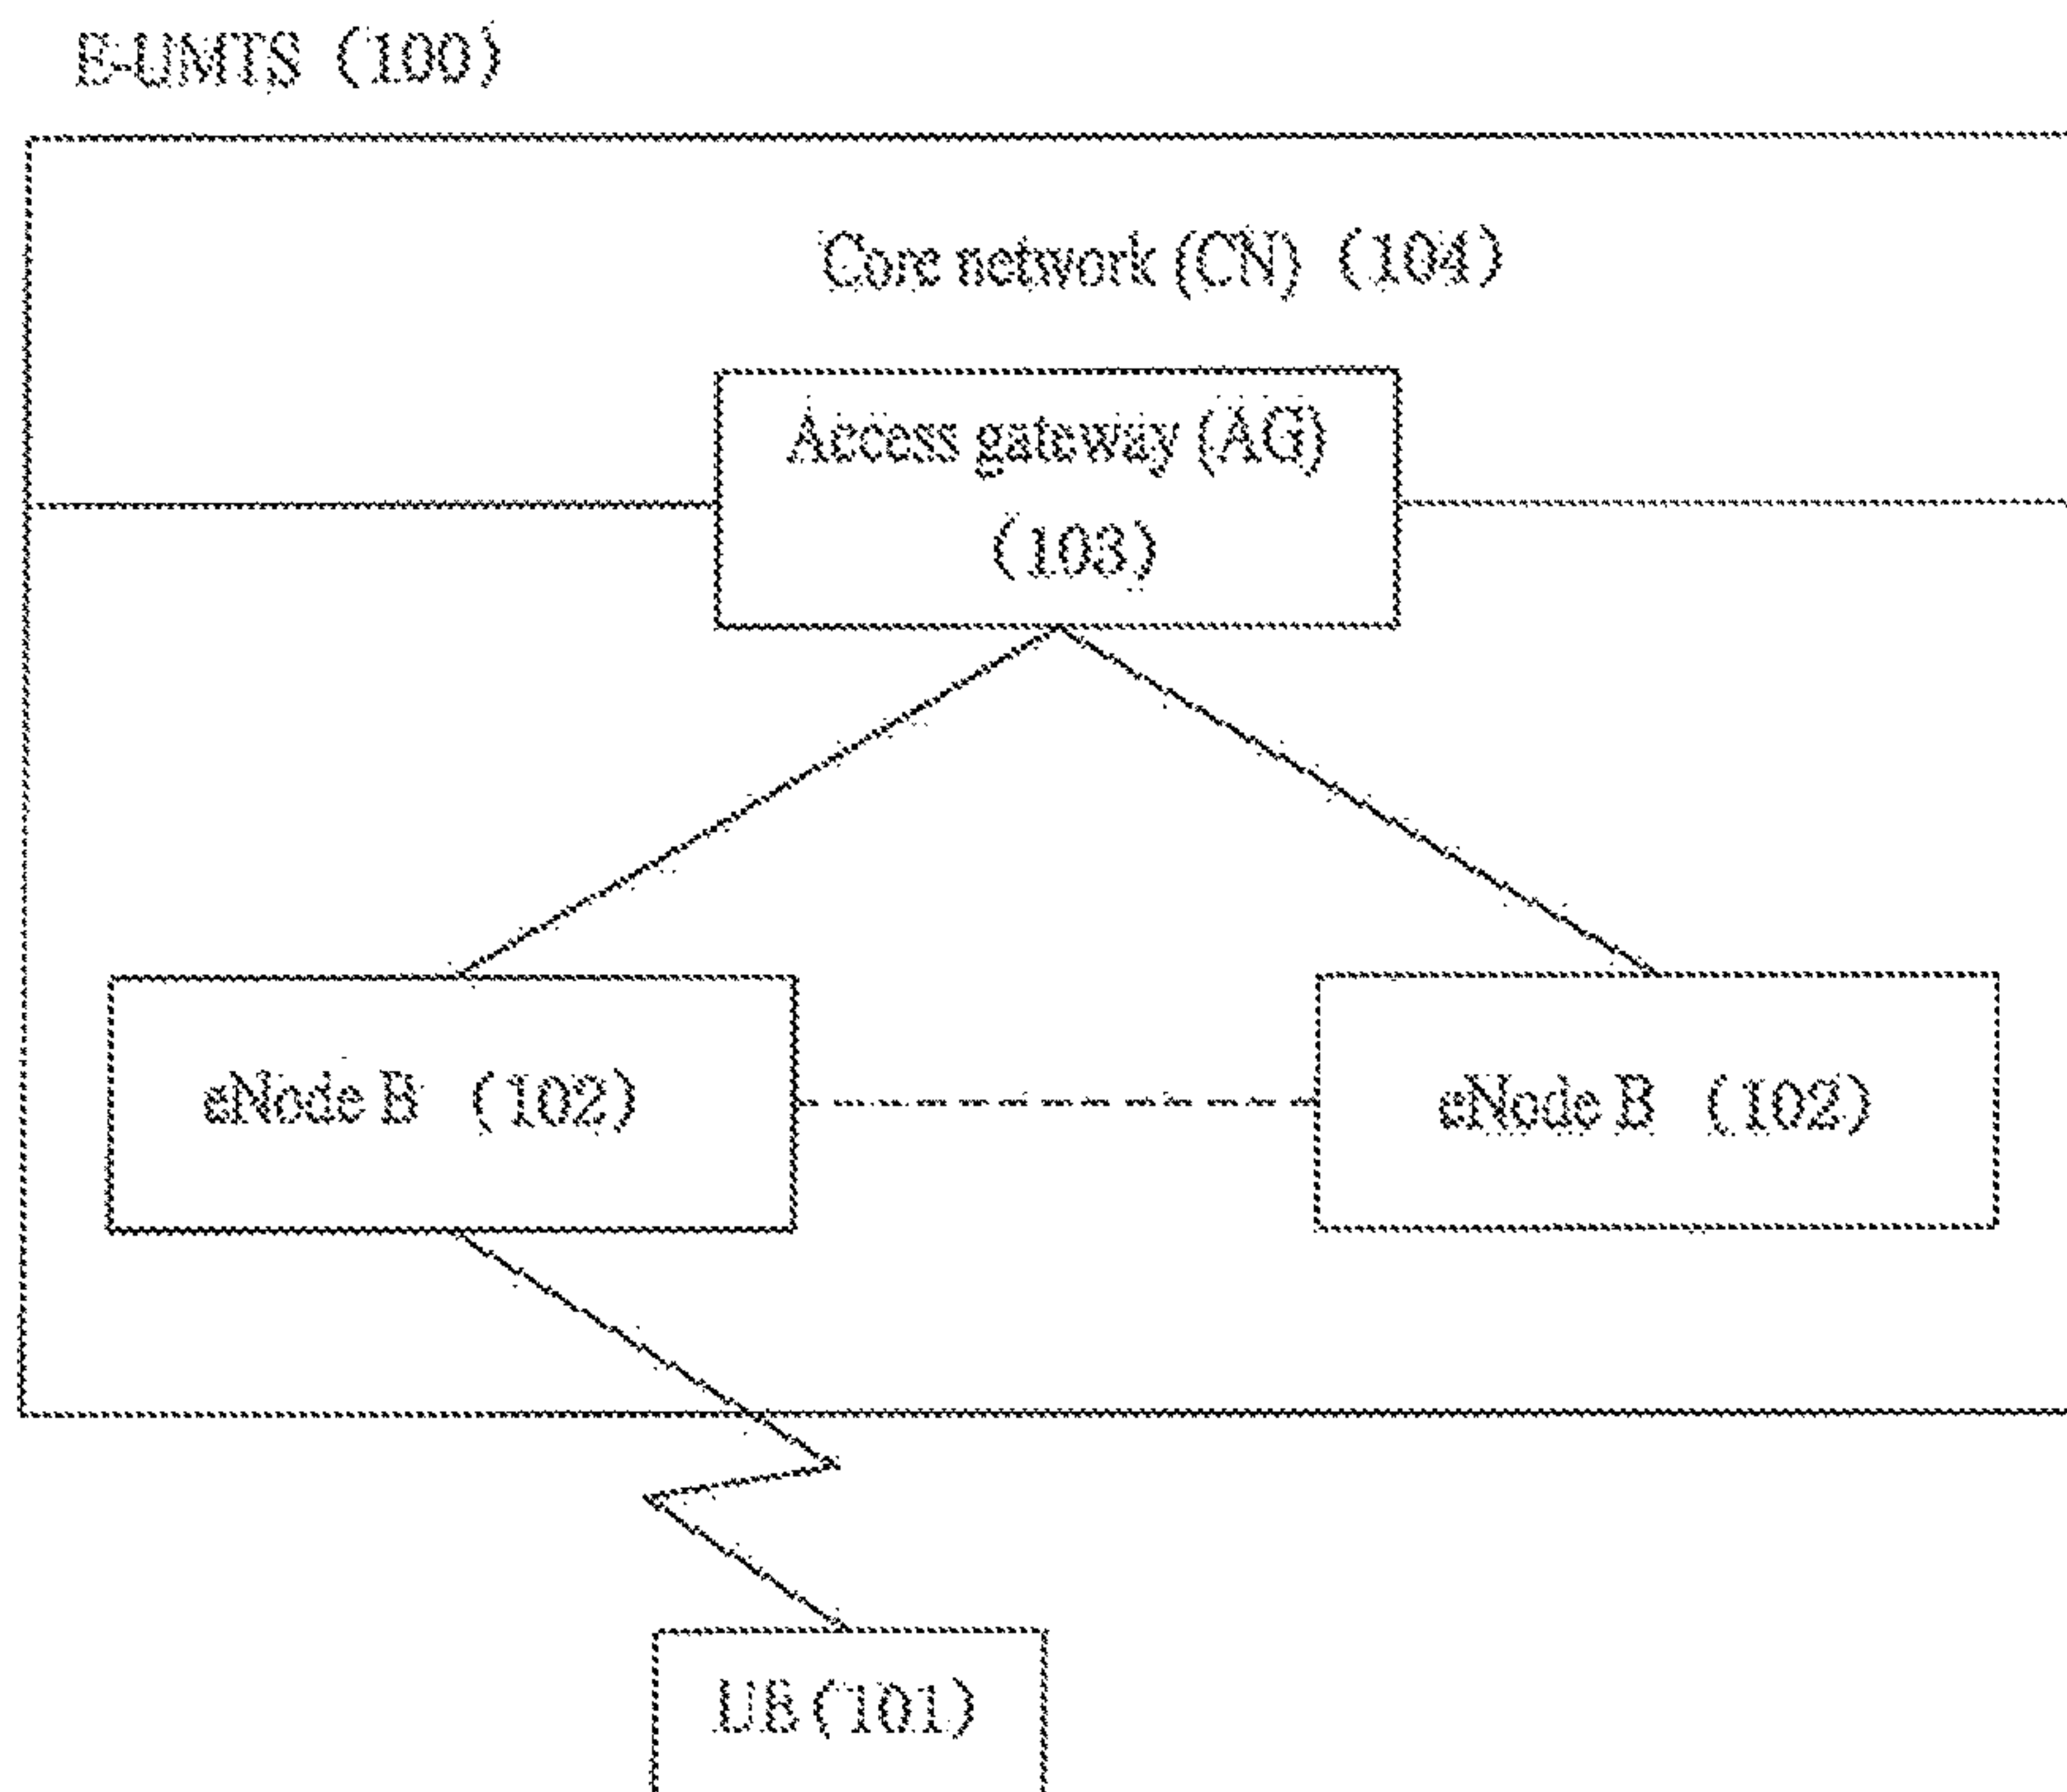 E-UMTS (100)
Core network (CN) (104)
Access gateway (AG)
(103)
eNode B (102)
eNode B (102)
UE (101)